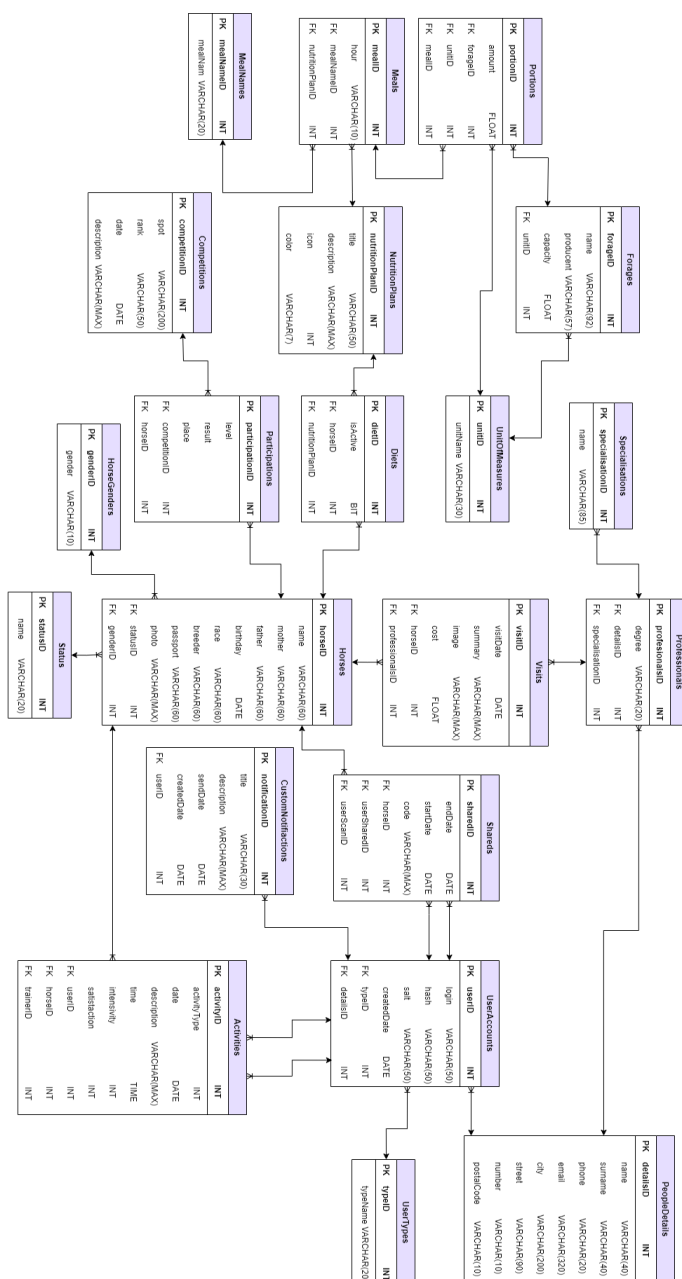 Portions
PK portionID INT
amount FLOAT
FK forageID INT
FK unitID INT
FK mealID INT
Forages
PK forageID INT
name VARCHAR(92)
producent VARCHAR(57)
capacity FLOAT
FK unitID INT
Meals
PK mealID INT
hour VARCHAR(10)
FK mealNameID INT
FK nutritionPlanID INT
MealNames
PK mealNameID INT
mealNam VARCHAR(20)
NutritionPlans
PK nutritionPlanID INT
title VARCHAR(50)
description VARCHAR(MAX)
icon INT
color VARCHAR(7)
Competitions
PK competitionID INT
spot VARCHAR(200)
rank VARCHAR(50)
date DATE
description VARCHAR(MAX)
UnitOfMeasures
PK unitID INT
unitName VARCHAR(30)
Specialisations
PK specialisationID INT
name VARCHAR(85)
Diets
PK dietID INT
isActive BIT
FK horseID INT
FK nutritionPlanID INT
Participations
PK participationID INT
level
result
place
FK competitionID INT
FK horseID INT
HorseGenders
PK genderID INT
gender VARCHAR(10)
Professionals
PK profesionalsID INT
degree VARCHAR(20)
FK detailsID INT
FK specialisationID INT
Visits
PK visitID INT
visitDate DATE
summary VARCHAR(MAX)
image VARCHAR(MAX)
cost FLOAT
FK horseID INT
FK professionalsID INT
Horses
PK horseID INT
name VARCHAR(60)
mother VARCHAR(60)
father VARCHAR(60)
birthday DATE
race VARCHAR(60)
breeder VARCHAR(60)
passport VARCHAR(60)
photo VARCHAR(MAX)
FK statusID INT
FK genderID INT
Status
PK statusID INT
name VARCHAR(20)
Shareds
PK sharedID INT
endDate DATE
startDate DATE
code VARCHAR(MAX)
FK horseID INT
FK userSharedID INT
FK userScanID INT
CustomNotifiactions
PK notificationID INT
title VARCHAR(30)
description VARCHAR(MAX)
sendDate DATE
createdDate DATE
FK userID INT
UserAccounts
PK userID INT
login VARCHAR(50)
hash VARCHAR(50)
salt VARCHAR(50)
createdDate DATE
FK typeID INT
FK detailsID INT
Activities
PK activityID INT
activityType INT
date DATE
description VARCHAR(MAX)
time TIME
intensivity INT
satisfaction INT
FK userID INT
FK horseID INT
FK trainerID INT
PeopleDetails
PK detailsID INT
name VARCHAR(40)
surname VARCHAR(40)
phone VARCHAR(20)
email VARCHAR(320)
city VARCHAR(200)
street VARCHAR(90)
number VARCHAR(10)
postalCode VARCHAR(10)
UserTypes
PK typeID INT
typeName VARCHAR(20